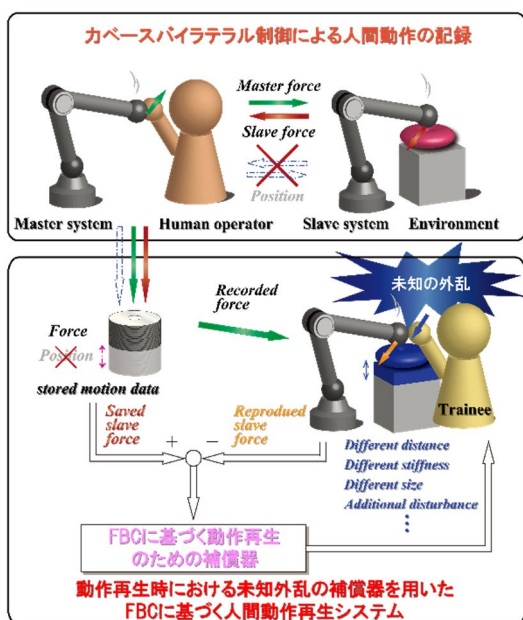 力ベースバイラテラル制御による人間動作の記録
Master force
Slave force
Position
Master system
Human operator
Slave system
Environment
未知の外乱
Recorded
force
Force
Position
stored motion data
Trainee
Saved
slave
force
+
−
Reprodued
slave
force
Different distance
Different stiffness
Different size
Additional disturbance
⋮
FBCに基づく動作再生
のための補償器
動作再生時における未知外乱の補償器を用いた
FBCに基づく人間動作再生システム